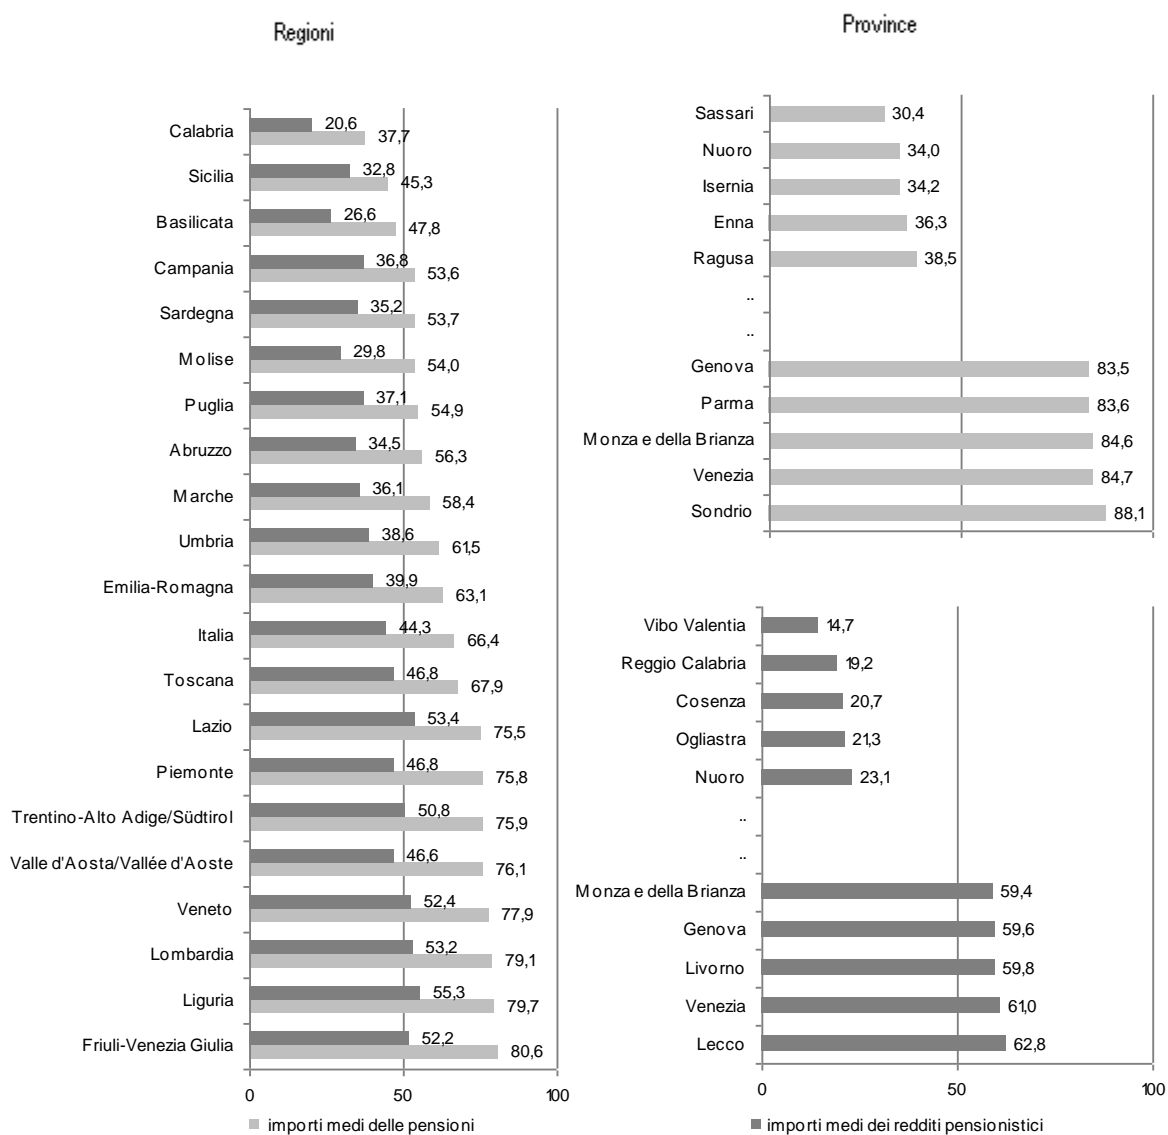 Regioni
Calabria 20,6 37,7
Sicilia 32,8 45,3
Basilicata 26,6 47,8
Campania 36,8 53,6
Sardegna 35,2 53,7
Molise 29,8 54,0
Puglia 37,1 54,9
Abruzzo 34,5 56,3
Marche 36,1 58,4
Umbria 38,6 61,5
Emilia-Romagna 39,9 63,1
Italia 44,3 66,4
Toscana 46,8 67,9
Lazio 53,4 75,5
Piemonte 46,8 75,8
Trentino-Alto Adige/Südtirol 50,8 75,9
Valle d'Aosta/Vallée d'Aoste 46,6 76,1
Veneto 52,4 77,9
Lombardia 53,2 79,1
Liguria 55,3 79,7
Friuli-Venezia Giulia 52,2 80,6
0 50 100
importi medi delle pensioni
Province
Sassari 30,4
Nuoro 34,0
Isernia 34,2
Enna 36,3
Ragusa 38,5
..
..
Genova 83,5
Parma 83,6
Monza e della Brianza 84,6
Venezia 84,7
Sondrio 88,1
Vibo Valentia 14,7
Reggio Calabria 19,2
Cosenza 20,7
Ogliastra 21,3
Nuoro 23,1
..
..
Monza e della Brianza 59,4
Genova 59,6
Livorno 59,8
Venezia 61,0
Lecco 62,8
0 50 100
importi medi dei redditi pensionistici